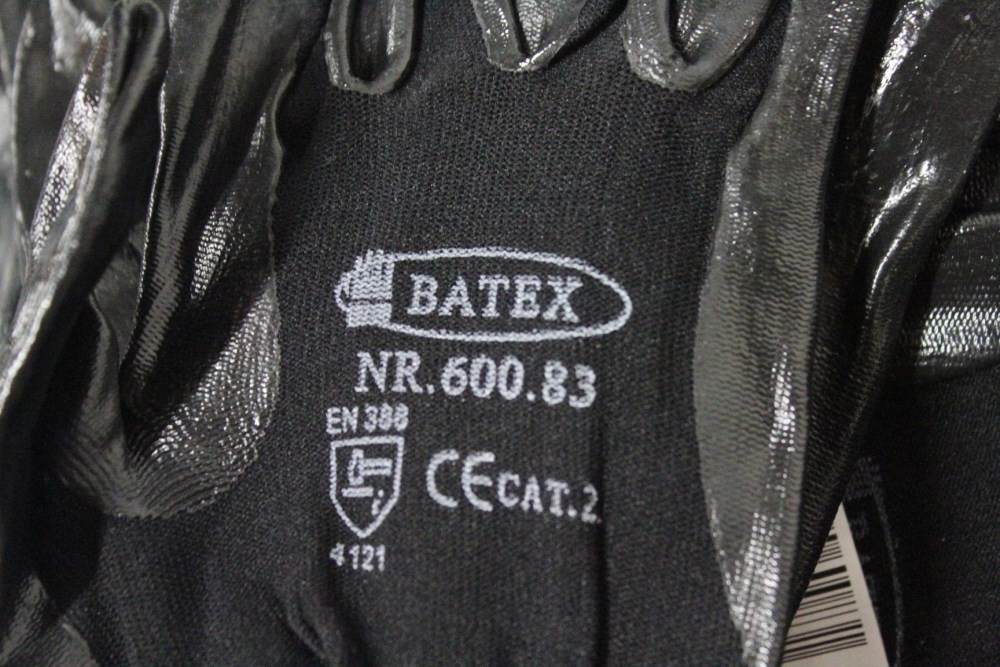 BATEX
NR.600.83
EN 388
CE CAT.2
4121